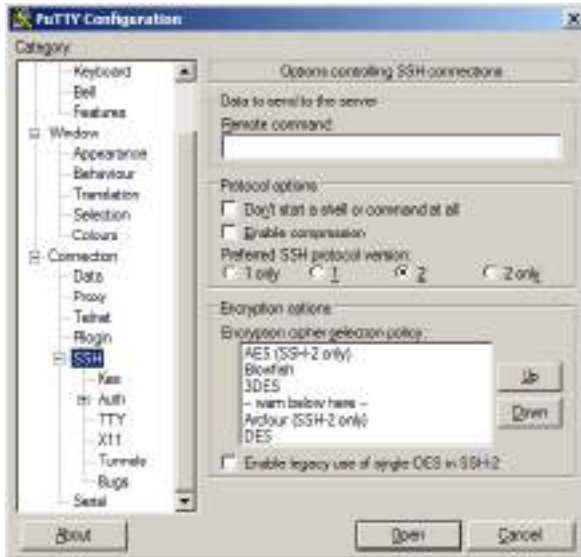 PuTTY Configuration
Category:
Keyboard
Bell
Features
Window
Appearance
Behaviour
Translation
Selection
Colours
Connection
Data
Proxy
Telnet
Rlogin
SSH
Kex
Auth
TTY
X11
Tunnels
Bugs
Serial
Options controlling SSH connections
Data to send to the server
Remote command:
Protocol options
Don't start a shell or command at all
Enable compression
Preferred SSH protocol version:
1 only 1 2 2 only
Encryption options
Encryption cipher selection policy:
AES (SSH-2 only)
Blowfish
3DES
-- warn below here --
Arcfour (SSH-2 only)
DES
Up
Down
Enable legacy use of single DES in SSH-2
About
Open
Cancel